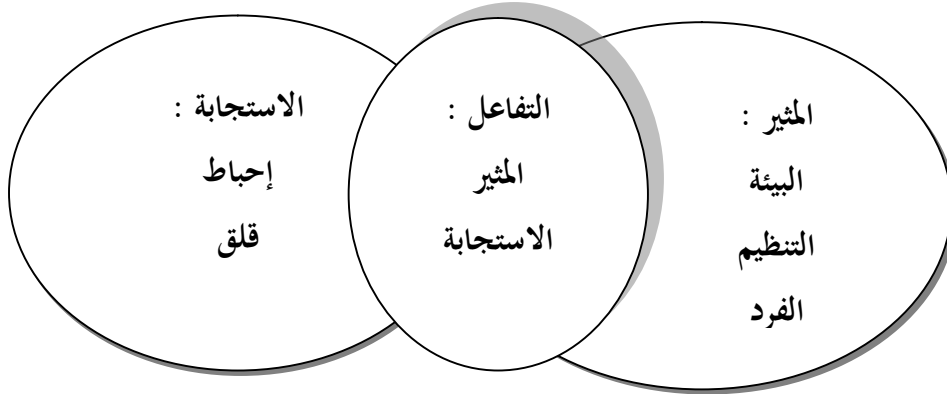 المثير :
البيئة
التنظيم
الفرد
التفاعل :
المثير
الاستجابة
الاستجابة :
إحباط
قلق